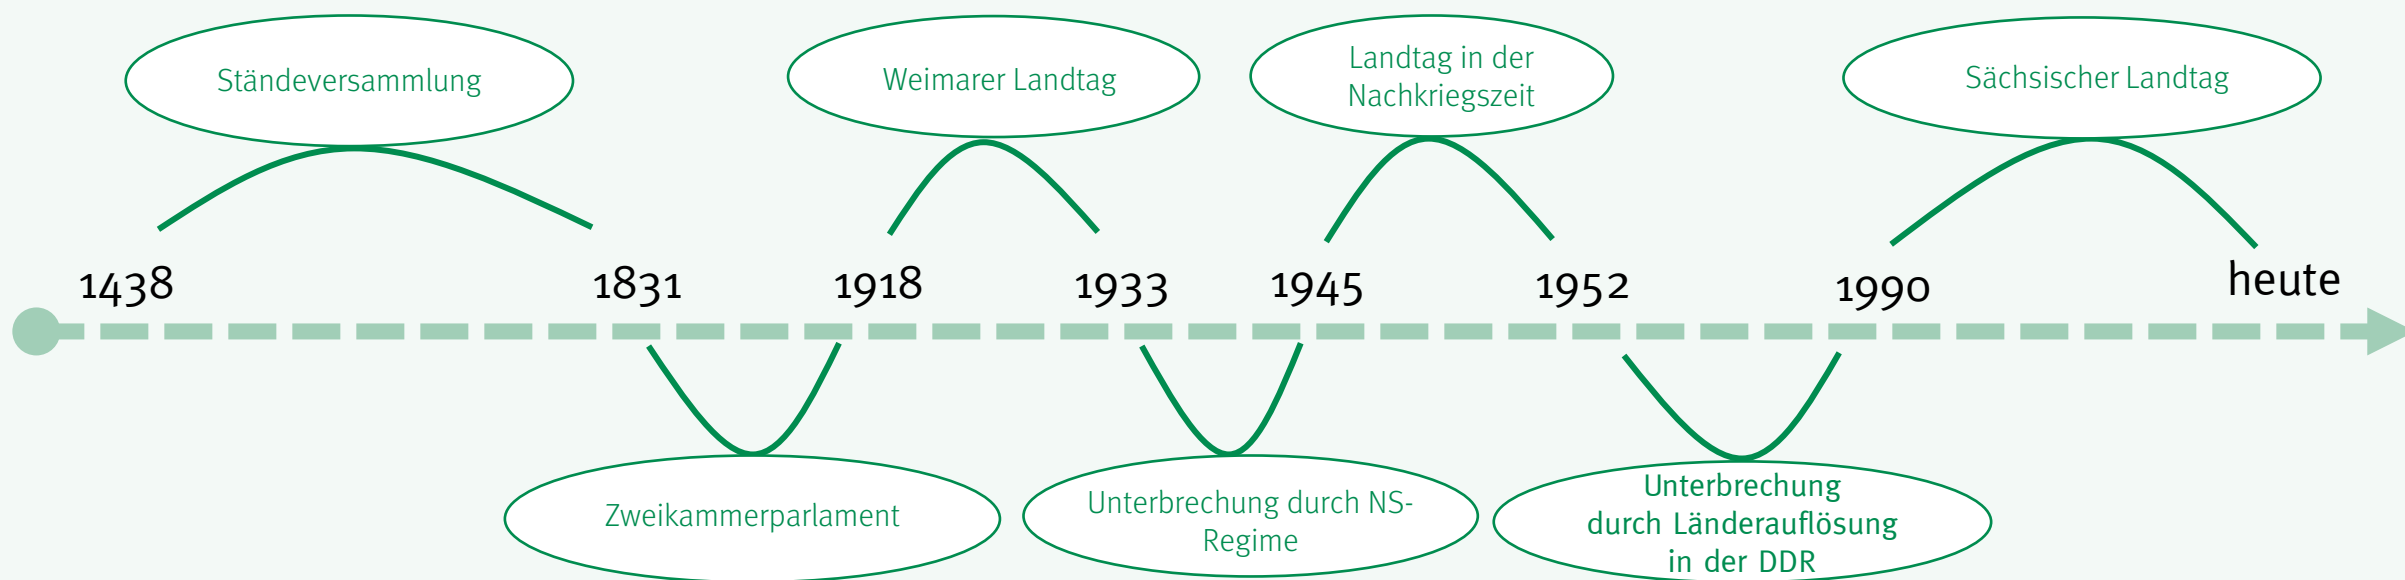 Ständeversammlung
Weimarer Landtag
Landtag in der
Nachkriegszeit
Sächsischer Landtag
1438
1831
1918
1933
1945
1952
1990
heute
Zweikammerparlament
Unterbrechung durch NS-
Regime
Unterbrechung
durch Länderauflösung
in der DDR